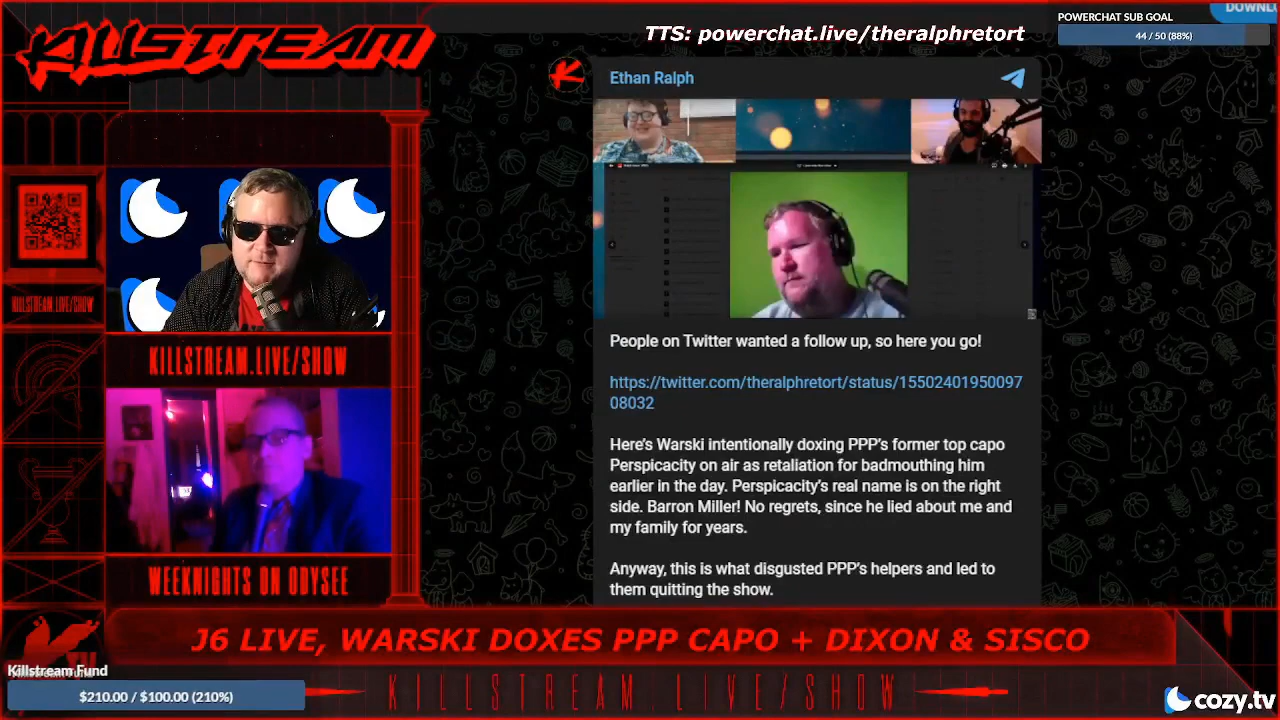 KILLSTREAM
TTS: powerchat.live/theralphretort
POWERCHAT SUB GOAL
44 / 50 (88%)
Ethan Ralph
People on Twitter wanted a follow up, so here you go!
https://twitter.com/theralphretort/status/15502401950097
08032
Here's Warski intentionally doxing PPP's former top capo
Perspicacity on air as retaliation for badmouthing him
earlier in the day. Perspicacity's real name is on the right
side. Barron Miller! No regrets, since he lied about me and
my family for years.
Anyway, this is what disgusted PPP's helpers and led to
them quitting the show.
KILLSTREAM.LIVE/SHOW
KILLSTREAM.LIVE/SHOW
WEEKNIGHTS ON ODYSEE
J6 LIVE, WARSKI DOXES PPP CAPO + DIXON & SISCO
Killstream Fund
$210.00 / $100.00 (210%)
KILLSTREAM.LIVE/SHOW
cozy.tv